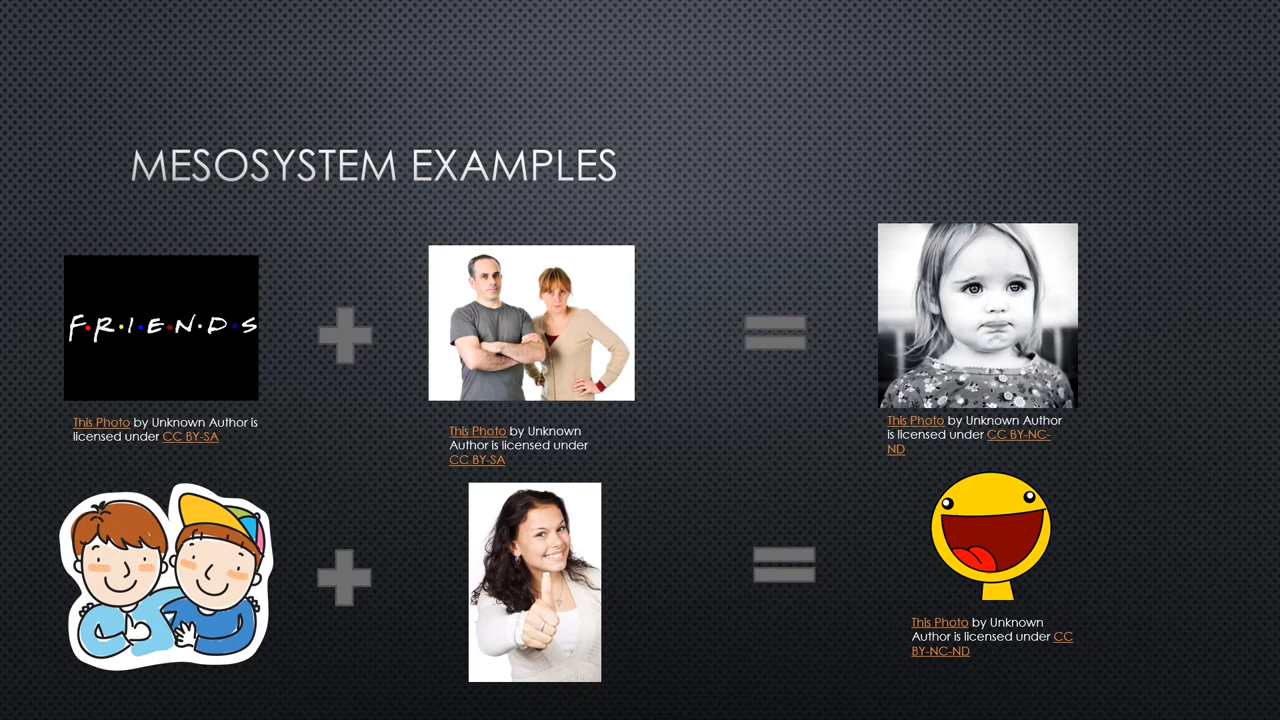 MESOSYSTEM EXAMPLES
F·R·I·E·N·D·S
This Photo by Unknown Author is
licensed under CC BY-SA
This Photo by Unknown
Author is licensed under
CC BY-SA
This Photo by Unknown Author
is licensed under CC BY-NC-
ND
This Photo by Unknown
Author is licensed under CC
BY-NC-ND